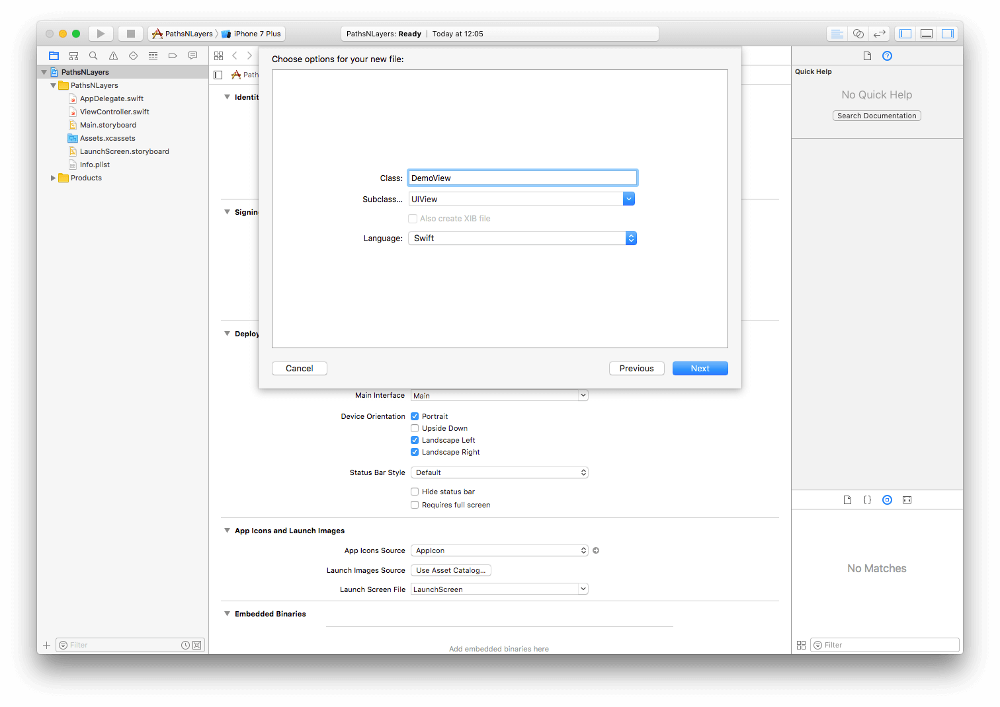 PathsNLayers iPhone 7 Plus
PathsNLayers: Ready | Today at 12:05
PathsNLayers
PathsNLayers
AppDelegate.swift
ViewController.swift
Main.storyboard
Assets.xcassets
LaunchScreen.storyboard
Info.plist
Products
Filter
Path
Identit
Signin
Deploy
Choose options for your new file:
Class: DemoView
Subclass... UIView
Also create XIB file
Language: Swift
Cancel
Previous
Next
Main Interface Main
Device Orientation Portrait
Upside Down
Landscape Left
Landscape Right
Status Bar Style Default
Hide status bar
Requires full screen
App Icons and Launch Images
App Icons Source AppIcon
Launch Images Source Use Asset Catalog...
Launch Screen File LaunchScreen
Embedded Binaries
Add embedded binaries here
Quick Help
No Quick Help
Search Documentation
{ }
No Matches
Filter